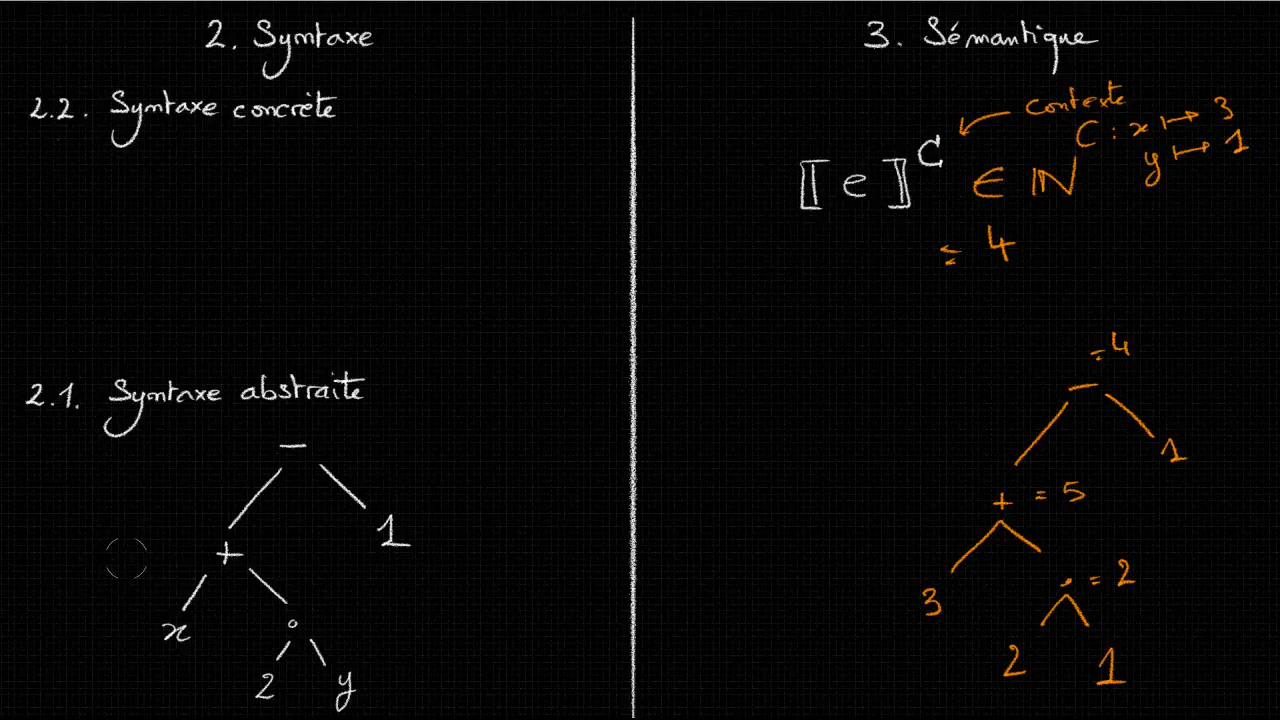 2. Syntaxe
2.2. Syntaxe concrète
2.1. Syntaxe abstraite
−
+ 1
x ∘
2 y
3. Sémantique
contexte
C : x ↦ 3
y ↦ 1
⟦ e ⟧^C ∈ ℕ
= 4
= 4
−
1
+ = 5
3 . = 2
2 1